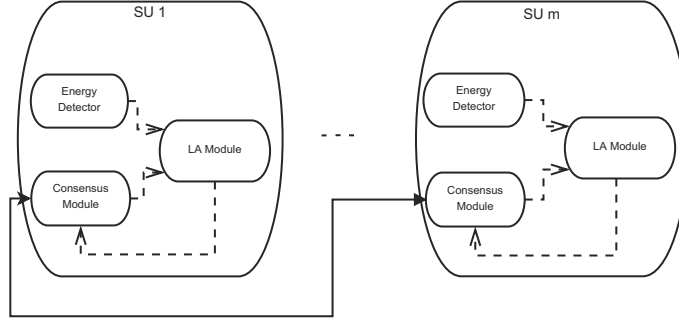 SU 1
Energy
Detector
LA Module
Consensus
Module
SU m
Energy
Detector
LA Module
Consensus
Module